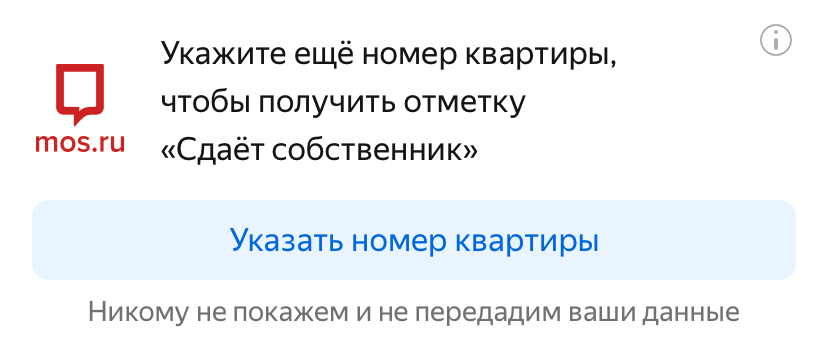 Укажите ещё номер квартиры,
чтобы получить отметку
«Сдаёт собственник»
mos.ru
Указать номер квартиры
Никому не покажем и не передадим ваши данные